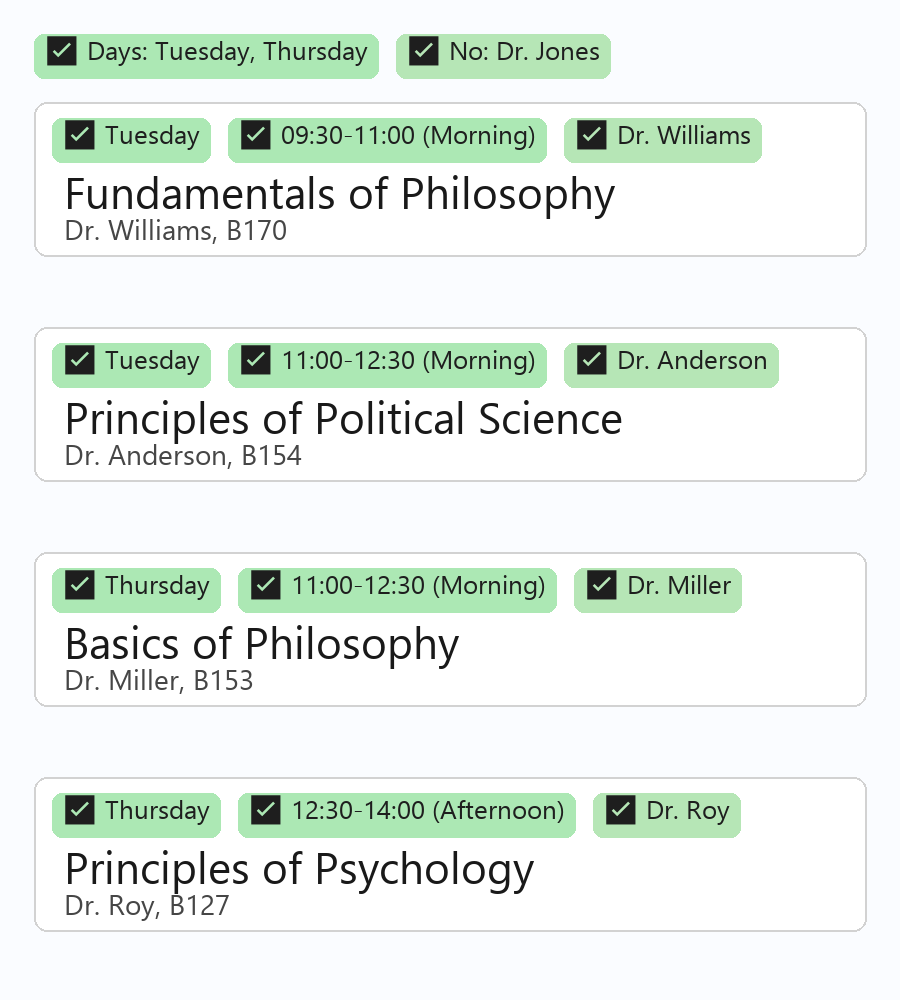 Days: Tuesday, Thursday No: Dr. Jones
Tuesday 09:30-11:00 (Morning) Dr. Williams
Fundamentals of Philosophy
Dr. Williams, B170
Tuesday 11:00-12:30 (Morning) Dr. Anderson
Principles of Political Science
Dr. Anderson, B154
Thursday 11:00-12:30 (Morning) Dr. Miller
Basics of Philosophy
Dr. Miller, B153
Thursday 12:30-14:00 (Afternoon) Dr. Roy
Principles of Psychology
Dr. Roy, B127